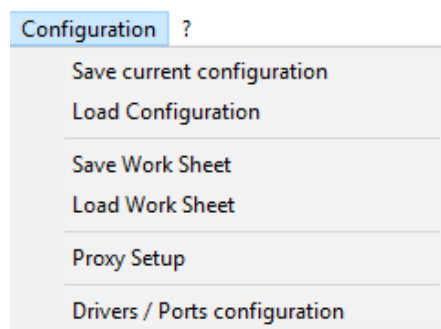 Configuration ?
Save current configuration
Load Configuration
Save Work Sheet
Load Work Sheet
Proxy Setup
Drivers / Ports configuration